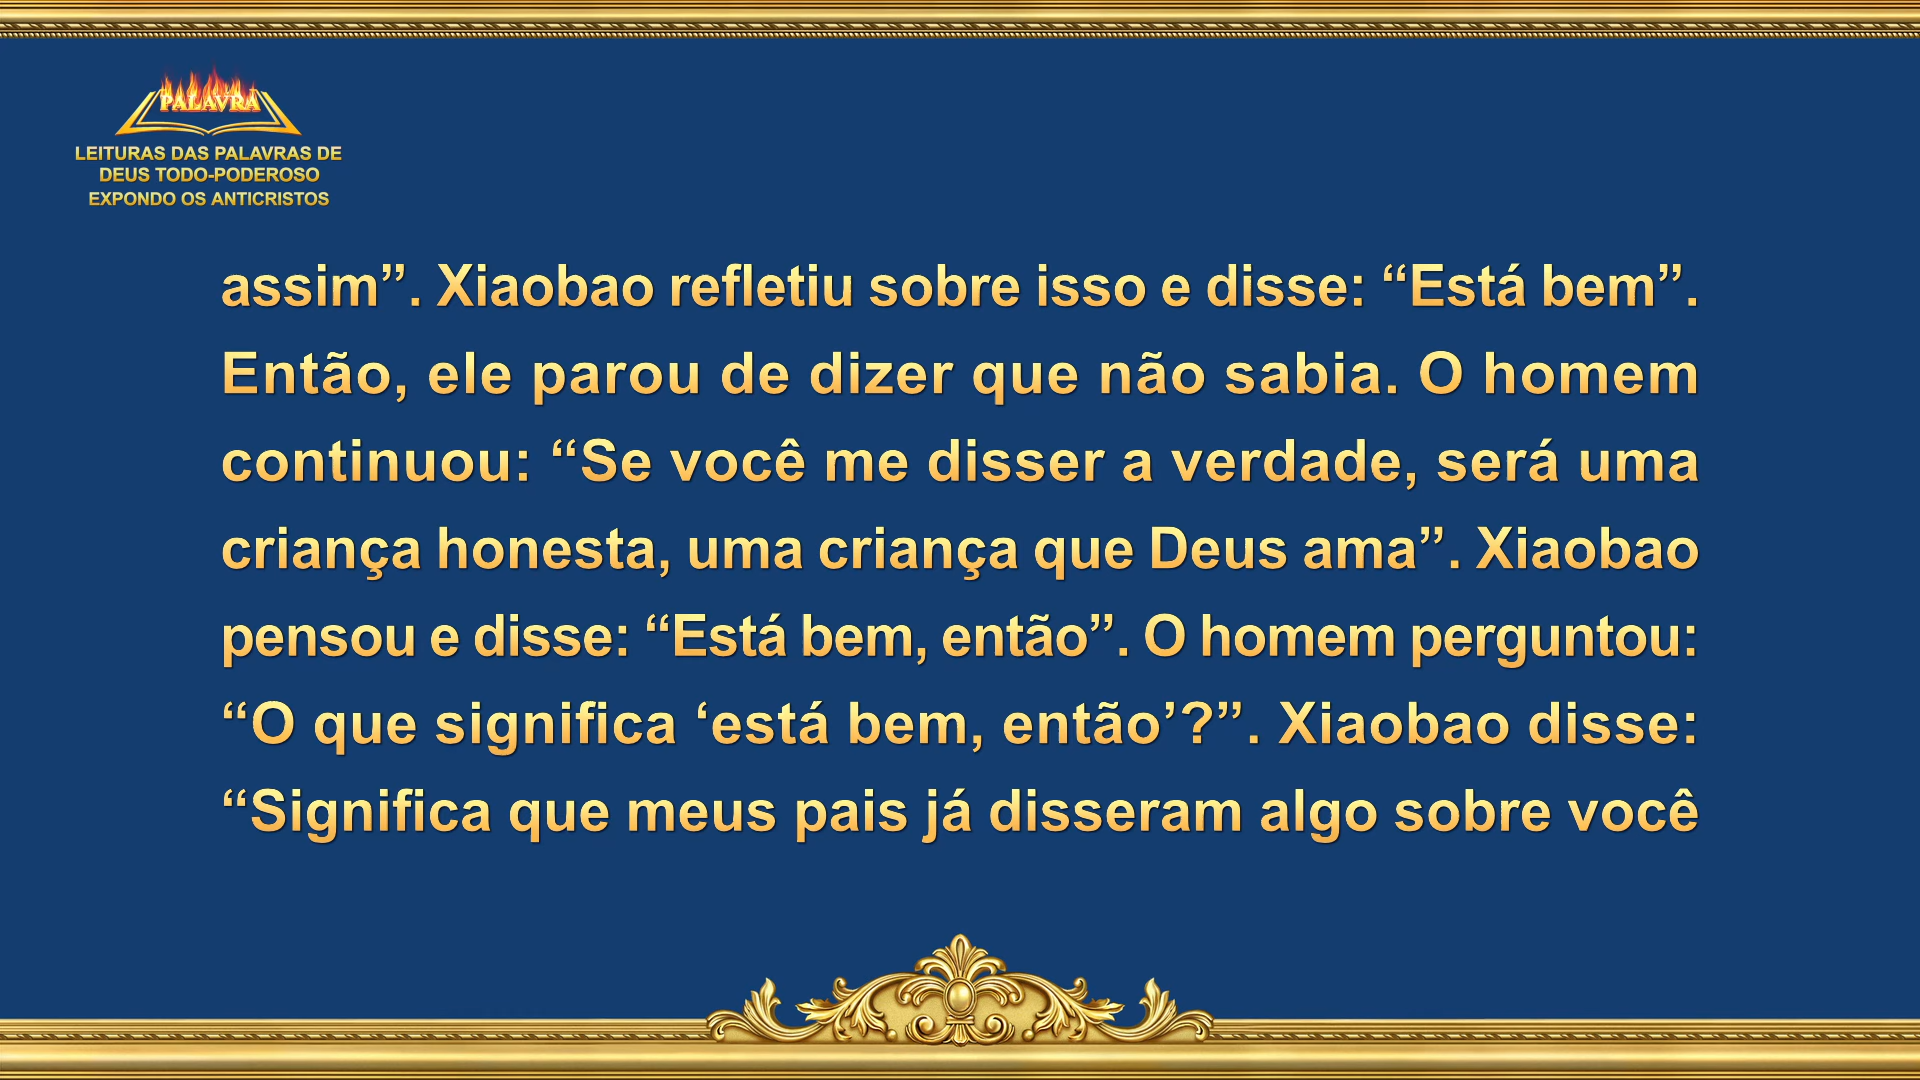 PALAVRA
LEITURAS DAS PALAVRAS DE
DEUS TODO-PODEROSO
EXPONDO OS ANTICRISTOS
assim”. Xiaobao refletiu sobre isso e disse: “Está bem”.
Então, ele parou de dizer que não sabia. O homem
continuou: “Se você me disser a verdade, será uma
criança honesta, uma criança que Deus ama”. Xiaobao
pensou e disse: “Está bem, então”. O homem perguntou:
“O que significa ‘está bem, então’?”. Xiaobao disse:
“Significa que meus pais já disseram algo sobre você